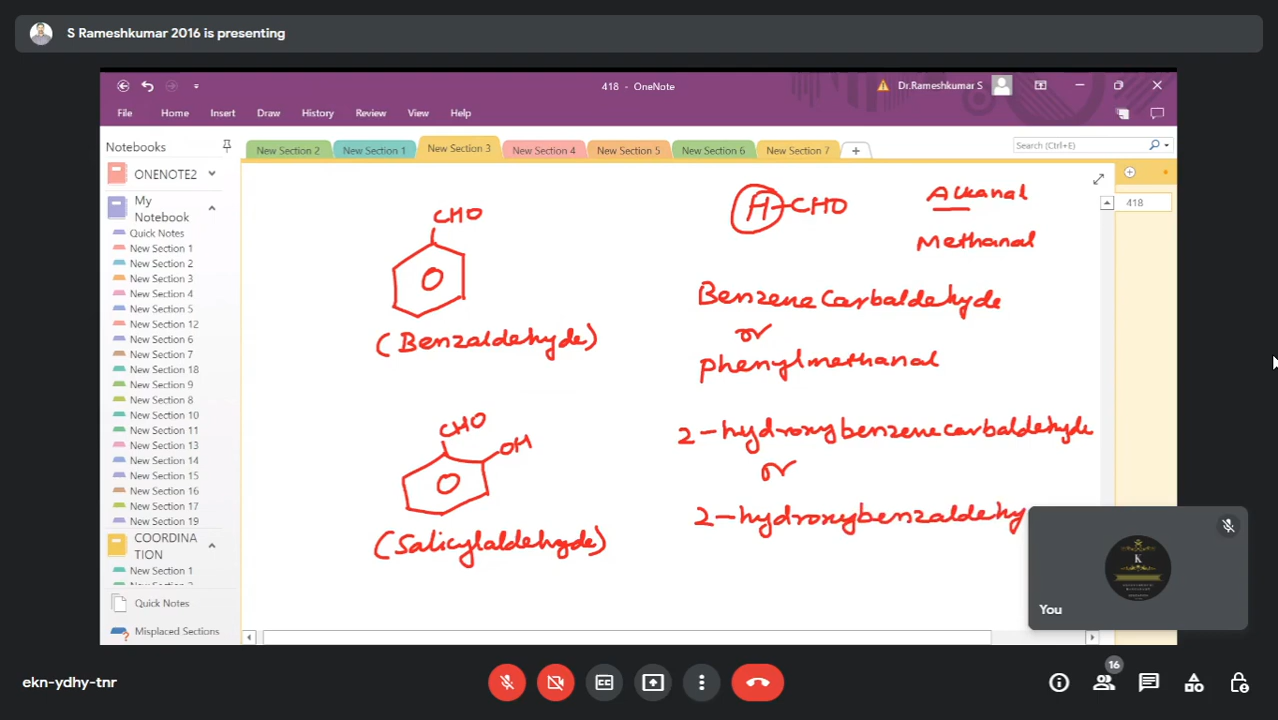 S Rameshkumar 2016 is presenting
418 - OneNote
Dr.Rameshkumar S
File Home Insert Draw History Review View Help
Notebooks
New Section 2
New Section 1
New Section 3
New Section 4
New Section 5
New Section 6
New Section 7
+
Search (Ctrl+E)
ONENOTE2
My
Notebook
Quick Notes
New Section 1
New Section 2
New Section 3
New Section 4
New Section 5
New Section 12
New Section 6
New Section 7
New Section 18
New Section 9
New Section 8
New Section 10
New Section 11
New Section 13
New Section 14
New Section 15
New Section 16
New Section 17
New Section 19
COORDINA
TION
New Section 1
Quick Notes
Misplaced Sections
418
CHO
(Benzaldehyde)
H-CHO
Alkanal
Methanal
Benzene Carbaldehyde
or
phenylmethanal
CHO
OH
(Salicylaldehyde)
2-hydroxybenzene carbaldehyde
or
2-hydroxybenzaldehy
K
You
ekn-ydhy-tnr
CC
16